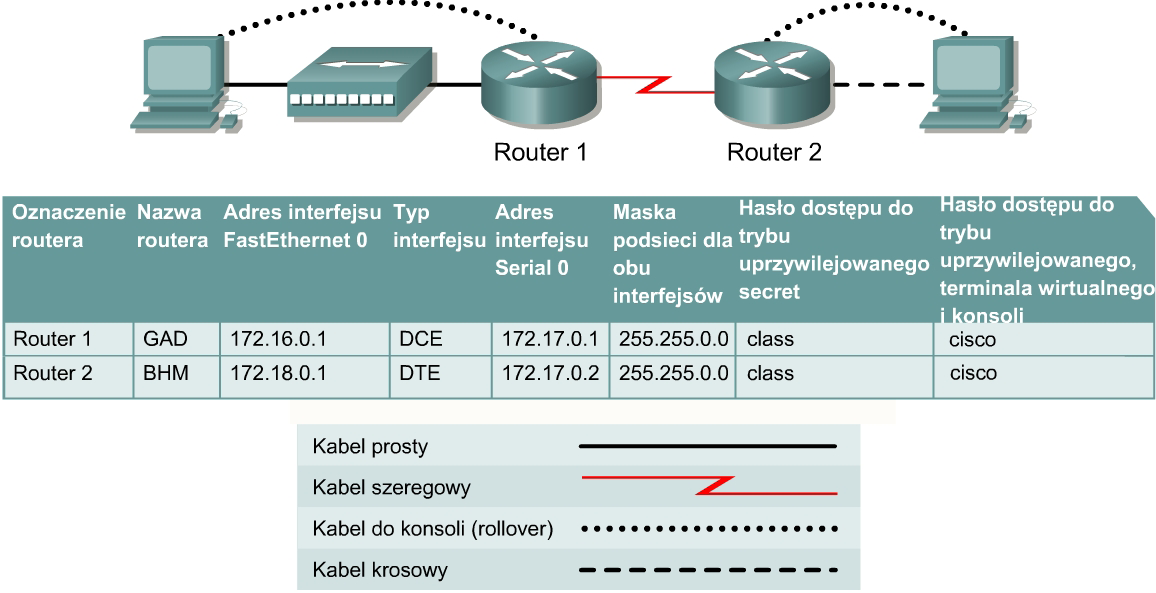 Router 1
Router 2
Oznaczenie routera
Nazwa routera
Adres interfejsu FastEthernet 0
Typ interfejsu
Adres interfejsu Serial 0
Maska podsieci dla obu interfejsów
Hasło dostępu do trybu uprzywilejowanego secret
Hasło dostępu do trybu uprzywilejowanego, terminala wirtualnego i konsoli
Router 1 GAD 172.16.0.1 DCE 172.17.0.1 255.255.0.0 class cisco
Router 2 BHM 172.18.0.1 DTE 172.17.0.2 255.255.0.0 class cisco
Kabel prosty
Kabel szeregowy
Kabel do konsoli (rollover)
Kabel krosowy